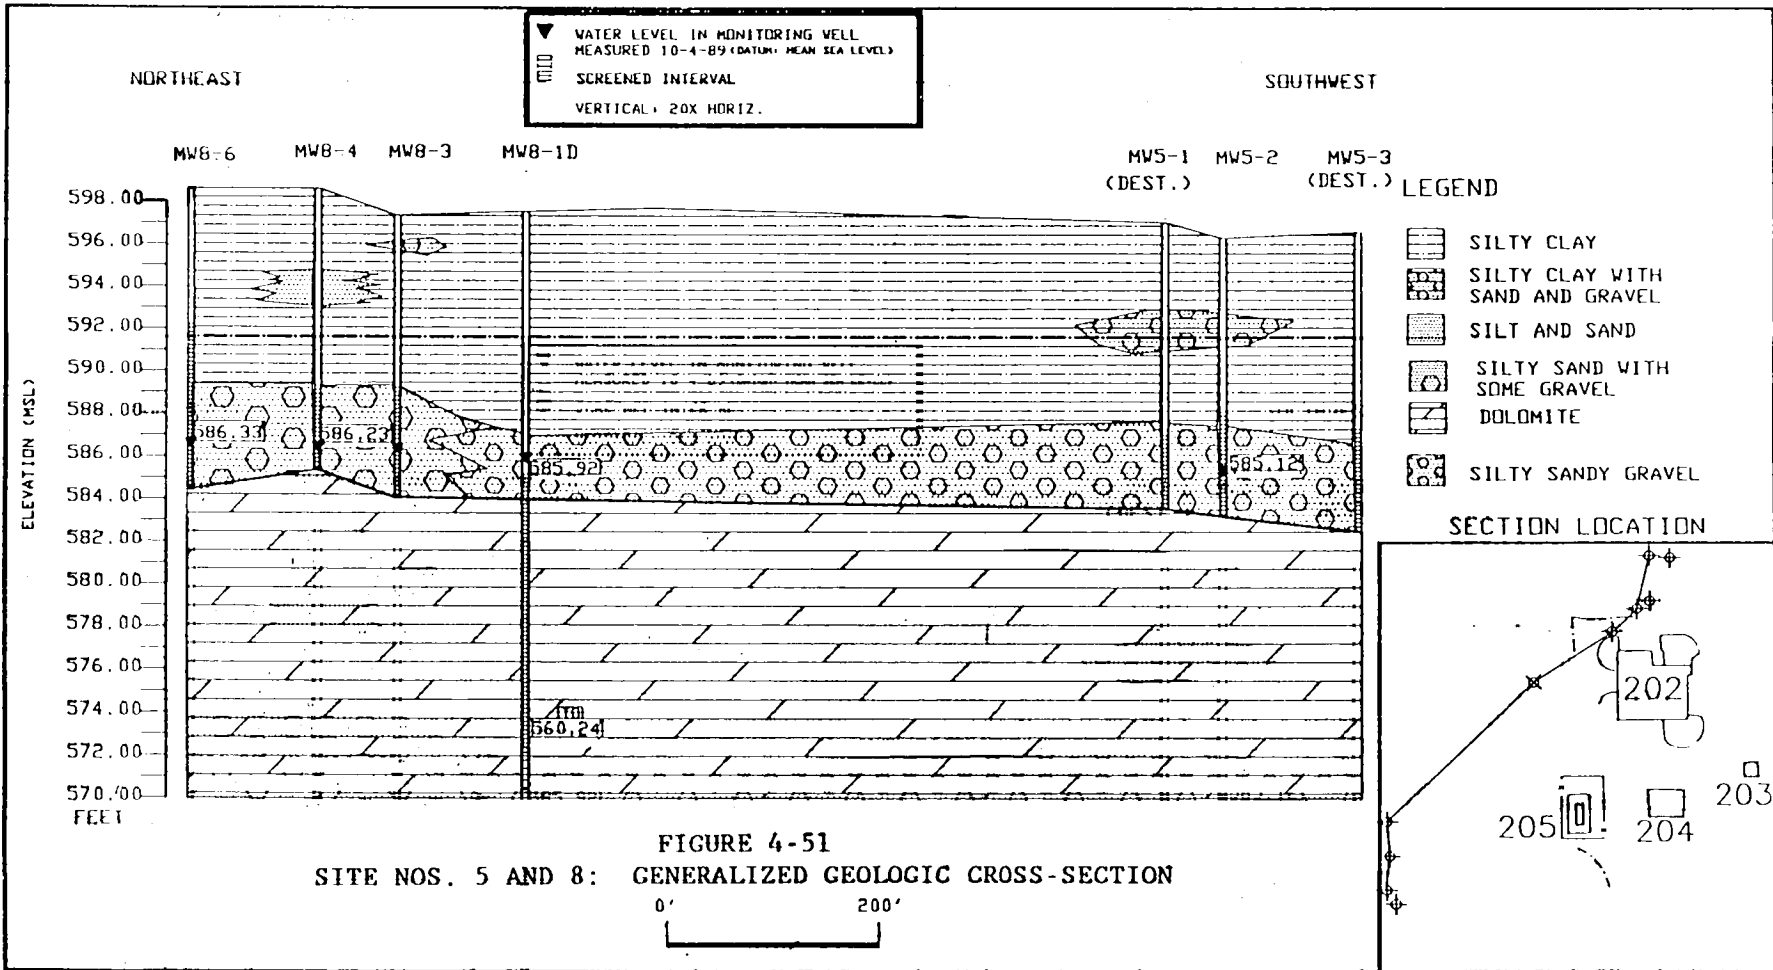 WATER LEVEL IN MONITORING WELL
MEASURED 10-4-89 (DATUM: MEAN SEA LEVEL)
SCREENED INTERVAL
VERTICAL: 20X HORIZ.
NORTHEAST
SOUTHWEST
MW8-6 MW8-4 MW8-3 MW8-1D MW5-1 MW5-2 MW5-3
(DEST.) (DEST.)
LEGEND
SILTY CLAY
SILTY CLAY WITH
SAND AND GRAVEL
SILT AND SAND
SILTY SAND WITH
SOME GRAVEL
DOLOMITE
SILTY SANDY GRAVEL
ELEVATION (MSL)
598.00
596.00
594.00
592.00
590.00
588.00
586.00
584.00
582.00
580.00
578.00
576.00
574.00
572.00
570.00
FEET
586.33
586.23
585.92
585.12
560.24
SECTION LOCATION
202
203
204
205
FIGURE 4-51
SITE NOS. 5 AND 8: GENERALIZED GEOLOGIC CROSS-SECTION
0' 200'